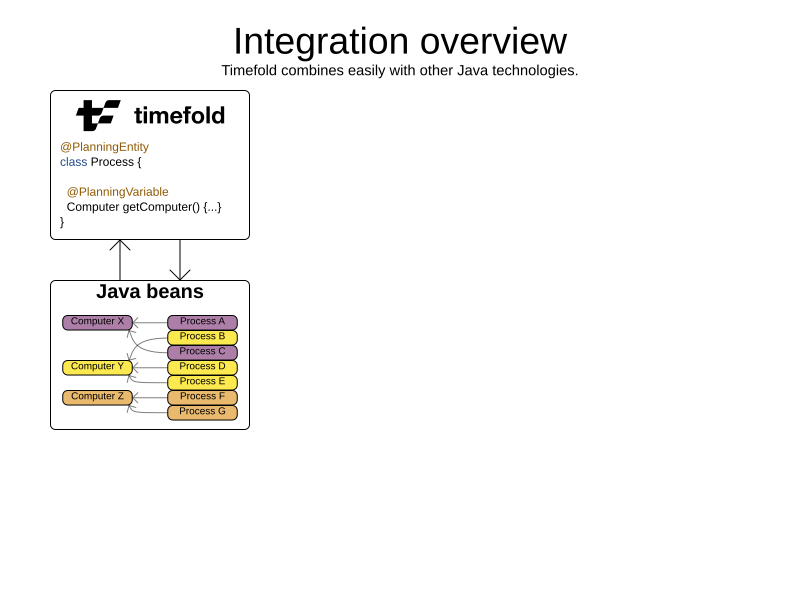 Integration overview
Timefold combines easily with other Java technologies.
timefold
@PlanningEntity
class Process {
@PlanningVariable
Computer getComputer() {...}
}
Java beans
Computer X
Process A
Process B
Process C
Computer Y
Process D
Process E
Computer Z
Process F
Process G